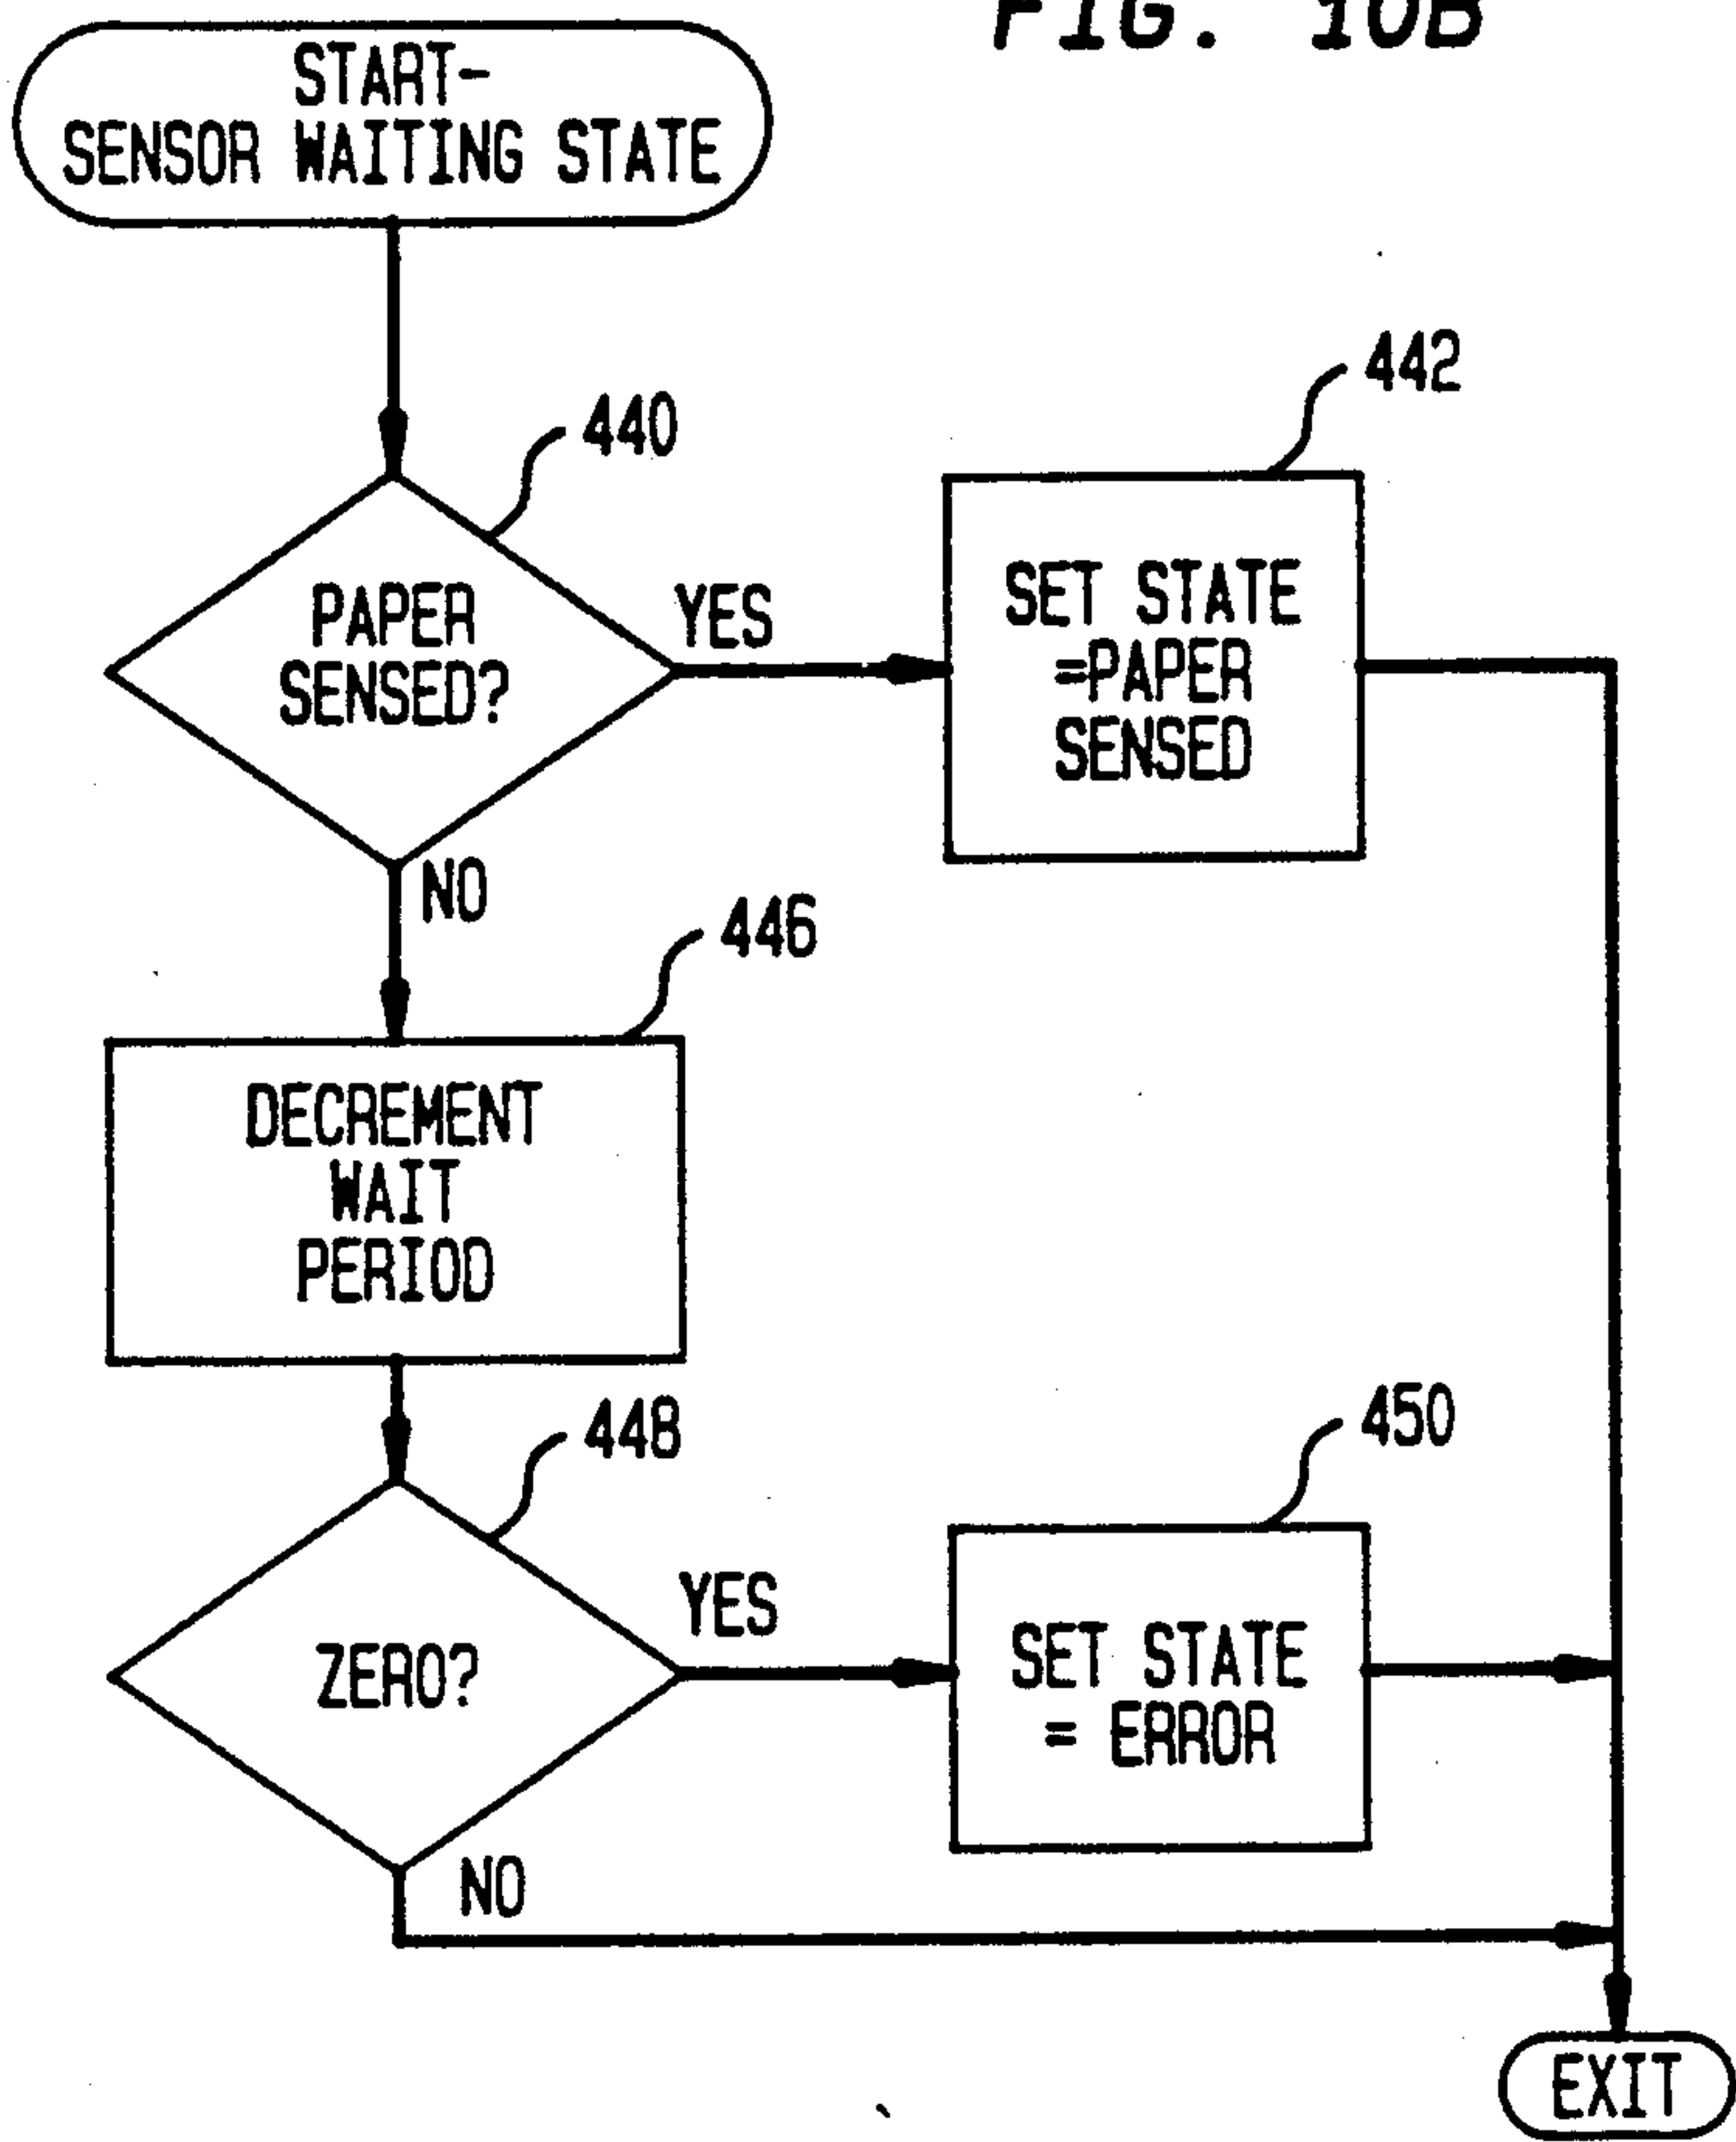 FIG. 10B
START-
SENSOR WAITING STATE
440
442
PAPER
SENSED?
YES
SET STATE
=PAPER
SENSED
NO
446
DECREMENT
WAIT
PERIOD
448
450
ZERO?
YES
SET STATE
= ERROR
NO
EXIT